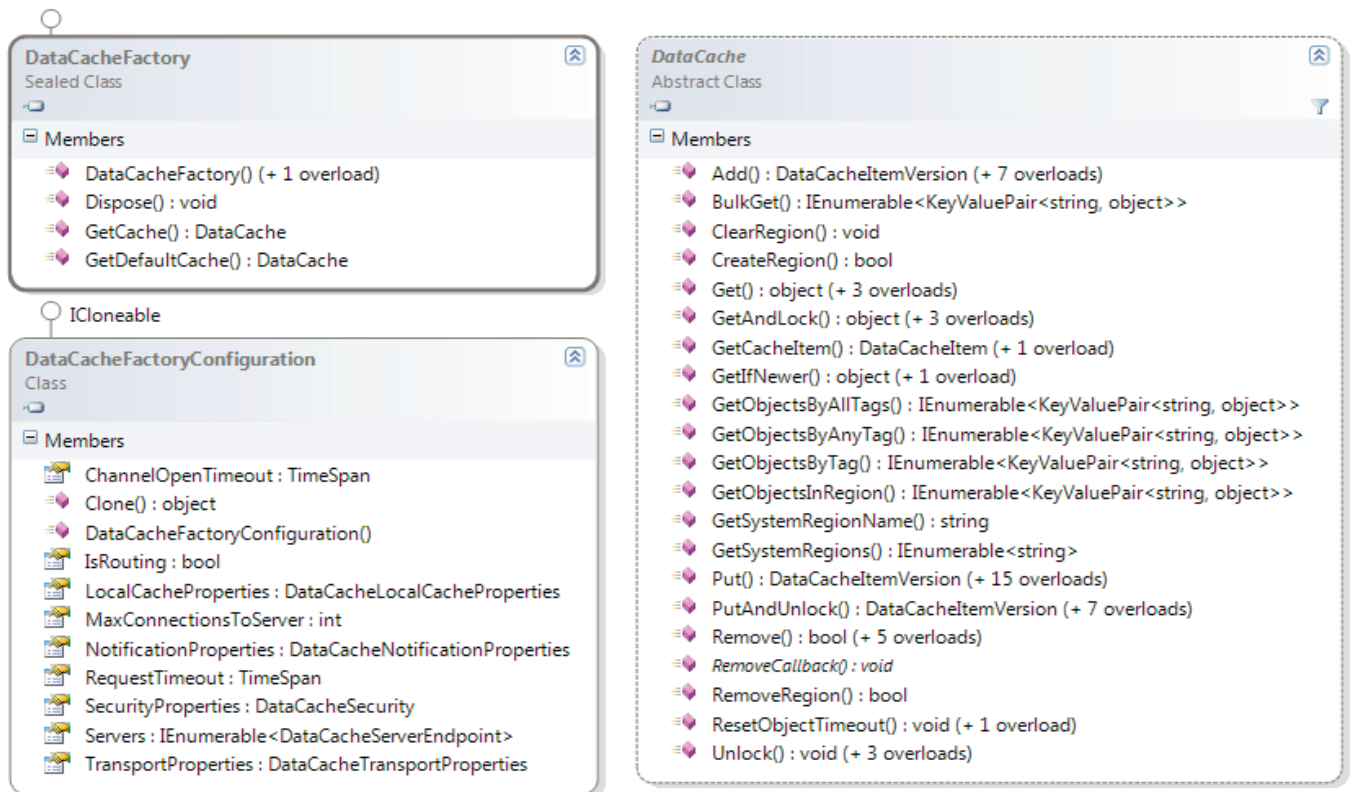 DataCacheFactory
Sealed Class
Members
DataCacheFactory() (+ 1 overload)
Dispose() : void
GetCache() : DataCache
GetDefaultCache() : DataCache
ICloneable
DataCacheFactoryConfiguration
Class
Members
ChannelOpenTimeout : TimeSpan
Clone() : object
DataCacheFactoryConfiguration()
IsRouting : bool
LocalCacheProperties : DataCacheLocalCacheProperties
MaxConnectionsToServer : int
NotificationProperties : DataCacheNotificationProperties
RequestTimeout : TimeSpan
SecurityProperties : DataCacheSecurity
Servers : IEnumerable<DataCacheServerEndpoint>
TransportProperties : DataCacheTransportProperties
DataCache
Abstract Class
Members
Add() : DataCacheItemVersion (+ 7 overloads)
BulkGet() : IEnumerable<KeyValuePair<string, object>>
ClearRegion() : void
CreateRegion() : bool
Get() : object (+ 3 overloads)
GetAndLock() : object (+ 3 overloads)
GetCacheItem() : DataCacheItem (+ 1 overload)
GetIfNewer() : object (+ 1 overload)
GetObjectsByAllTags() : IEnumerable<KeyValuePair<string, object>>
GetObjectsByAnyTag() : IEnumerable<KeyValuePair<string, object>>
GetObjectsByTag() : IEnumerable<KeyValuePair<string, object>>
GetObjectsInRegion() : IEnumerable<KeyValuePair<string, object>>
GetSystemRegionName() : string
GetSystemRegions() : IEnumerable<string>
Put() : DataCacheItemVersion (+ 15 overloads)
PutAndUnlock() : DataCacheItemVersion (+ 7 overloads)
Remove() : bool (+ 5 overloads)
RemoveCallback() : void
RemoveRegion() : bool
ResetObjectTimeout() : void (+ 1 overload)
Unlock() : void (+ 3 overloads)